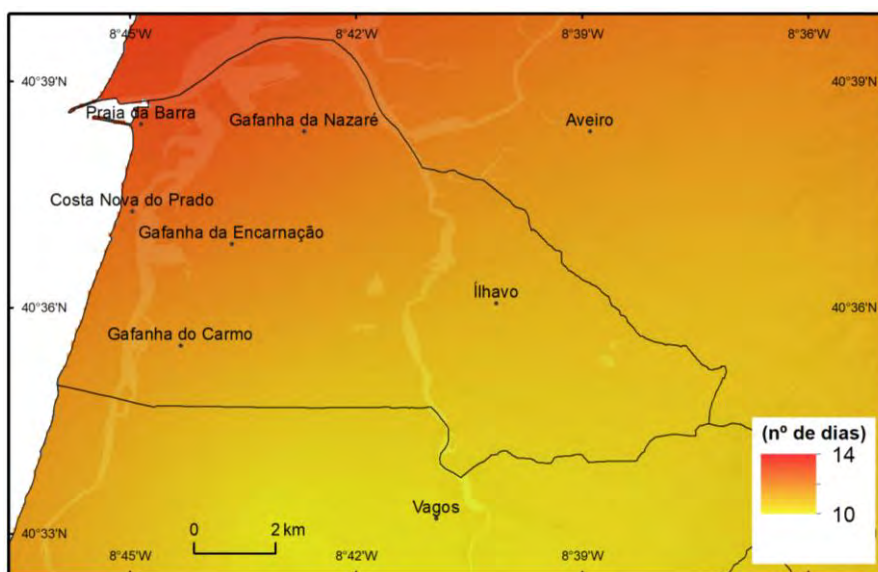 8°45'W 8°42'W 8°39'W 8°36'W
40°39'N 40°39'N
Praia da Barra Gafanha da Nazaré Aveiro
Costa Nova do Prado
Gafanha da Encarnação
Ílhavo
40°36'N 40°36'N
Gafanha do Carmo
(nº de dias)
14
10
Vagos
0 2 km
40°33'N
8°45'W 8°42'W 8°39'W